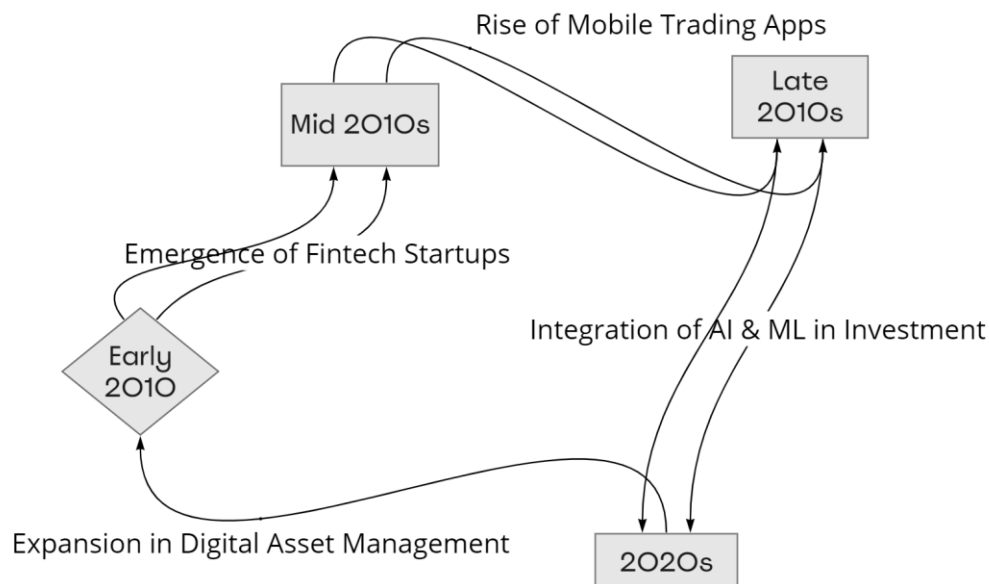 Rise of Mobile Trading Apps
Late
2010s
Mid 2010s
Emergence of Fintech Startups
Integration of AI & ML in Investment
Early
2010
Expansion in Digital Asset Management
2020s